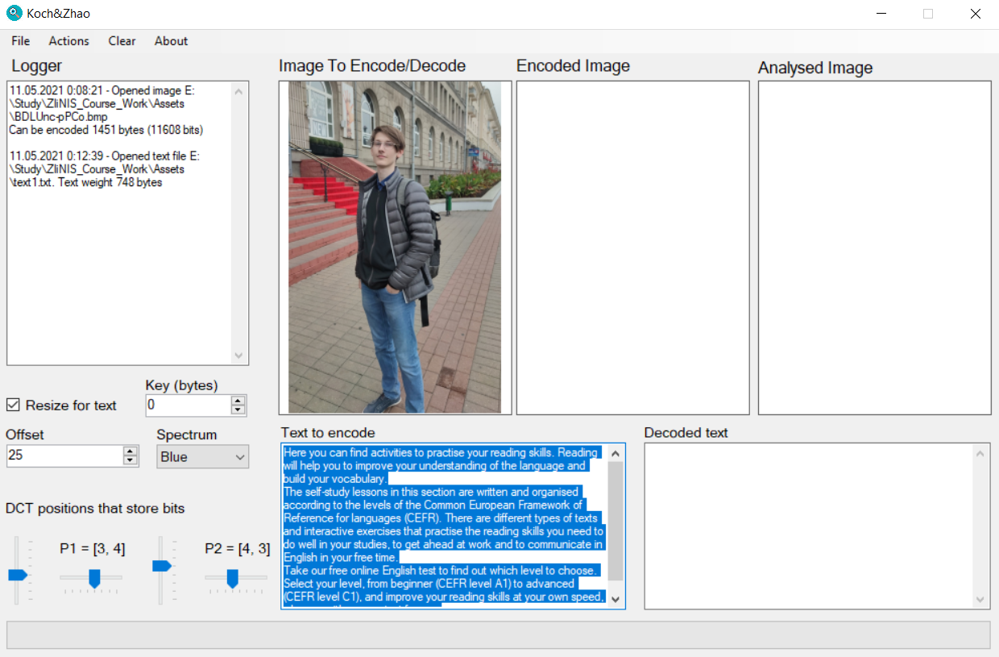 Koch&Zhao
File Actions Clear About
Logger
11.05.2021 0:08:21 - Opened image E:
\Study\ZliNIS_Course_Work\Assets
\BDLUnc-pPCo.bmp
Can be encoded 1451 bytes (11608 bits)
11.05.2021 0:12:39 - Opened text file E:
\Study\ZliNIS_Course_Work\Assets
\text1.txt. Text weight 748 bytes
Image To Encode/Decode
Encoded Image
Analysed Image
Resize for text
Key (bytes)
0
Offset
25
Spectrum
Blue
DCT positions that store bits
P1 = [3, 4]
P2 = [4, 3]
Text to encode
Here you can find activities to practise your reading skills. Reading
will help you to improve your understanding of the language and
build your vocabulary.
The self-study lessons in this section are written and organised
according to the levels of the Common European Framework of
Reference for languages (CEFR). There are different types of texts
and interactive exercises that practise the reading skills you need to
do well in your studies, to get ahead at work and to communicate in
English in your free time.
Take our free online English test to find out which level to choose.
Select your level, from beginner (CEFR level A1) to advanced
(CEFR level C1), and improve your reading skills at your own speed,
Decoded text